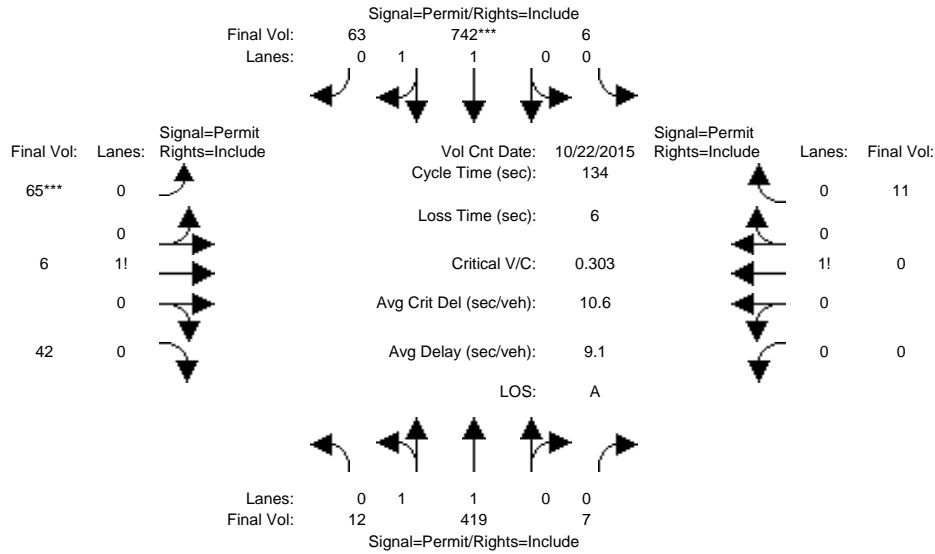 Signal=Permit/Rights=Include
Final Vol: 63 742*** 6
Lanes: 0 1 1 0 0
Signal=Permit
Final Vol: Lanes: Rights=Include
Vol Cnt Date: 10/22/2015
Signal=Permit
Rights=Include Lanes: Final Vol:
Cycle Time (sec): 134
65*** 0
0 11
Loss Time (sec): 6
0
0
6 1!
Critical V/C: 0.303
1! 0
0
Avg Crit Del (sec/veh): 10.6
0
42 0
Avg Delay (sec/veh): 9.1
0 0
LOS: A
Lanes: 0 1 1 0 0
Final Vol: 12 419 7
Signal=Permit/Rights=Include